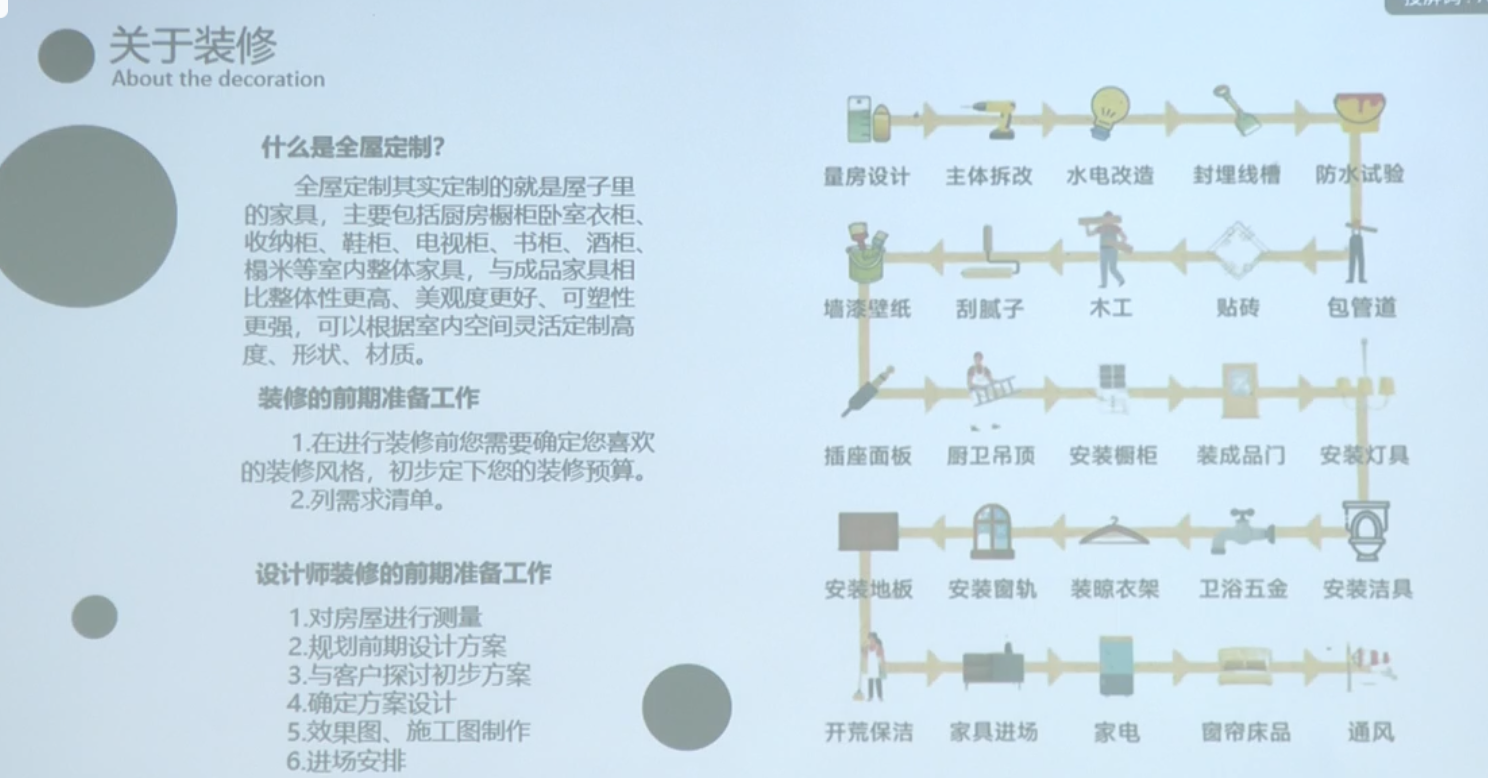 关于装修
About the decoration
什么是全屋定制？
全屋定制其实定制的就是屋子里
的家具，主要包括厨房橱柜卧室衣柜、
收纳柜、鞋柜、电视柜、书柜、酒柜、
榻米等室内整体家具，与成品家具相
比整体性更高、美观度更好、可塑性
更强，可以根据室内空间灵活定制高
度、形状、材质。
装修的前期准备工作
1.在进行装修前您需要确定您喜欢
的装修风格，初步定下您的装修预算。
2.列需求清单。
设计师装修的前期准备工作
1.对房屋进行测量
2.规划前期设计方案
3.与客户探讨初步方案
4.确定方案设计
5.效果图、施工图制作
6.进场安排
量房设计 主体拆改 水电改造 封埋线槽 防水试验
墙漆壁纸 刮腻子 木工 贴砖 包管道
插座面板 厨卫吊顶 安装橱柜 装成品门 安装灯具
安装地板 安装窗轨 装晾衣架 卫浴五金 安装洁具
开荒保洁 家具进场 家电 窗帘床品 通风